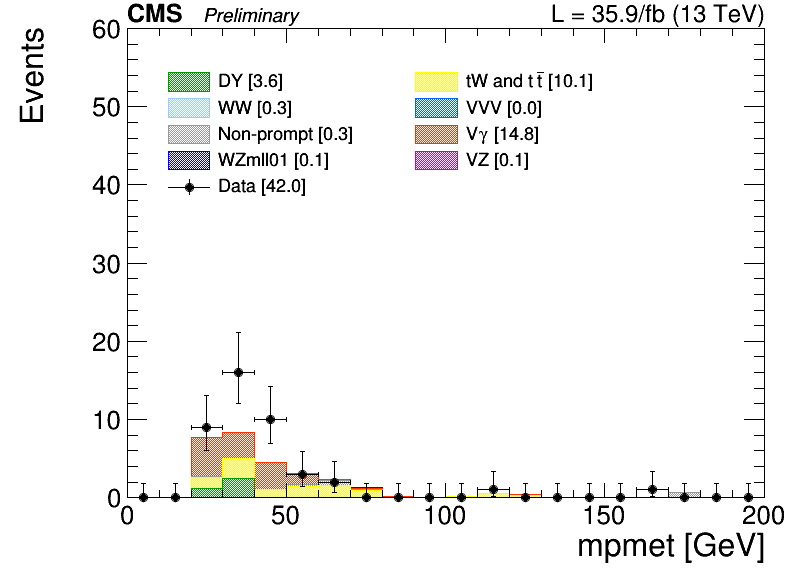 CMS Preliminary L = 35.9/fb (13 TeV)
Events
60
50
40
30
20
10
0
DY [3.6]
WW [0.3]
Non-prompt [0.3]
WZmll01 [0.1]
Data [42.0]
tW and tt̄ [10.1]
VVV [0.0]
Vγ [14.8]
VZ [0.1]
0 50 100 150 200
mpmet [GeV]